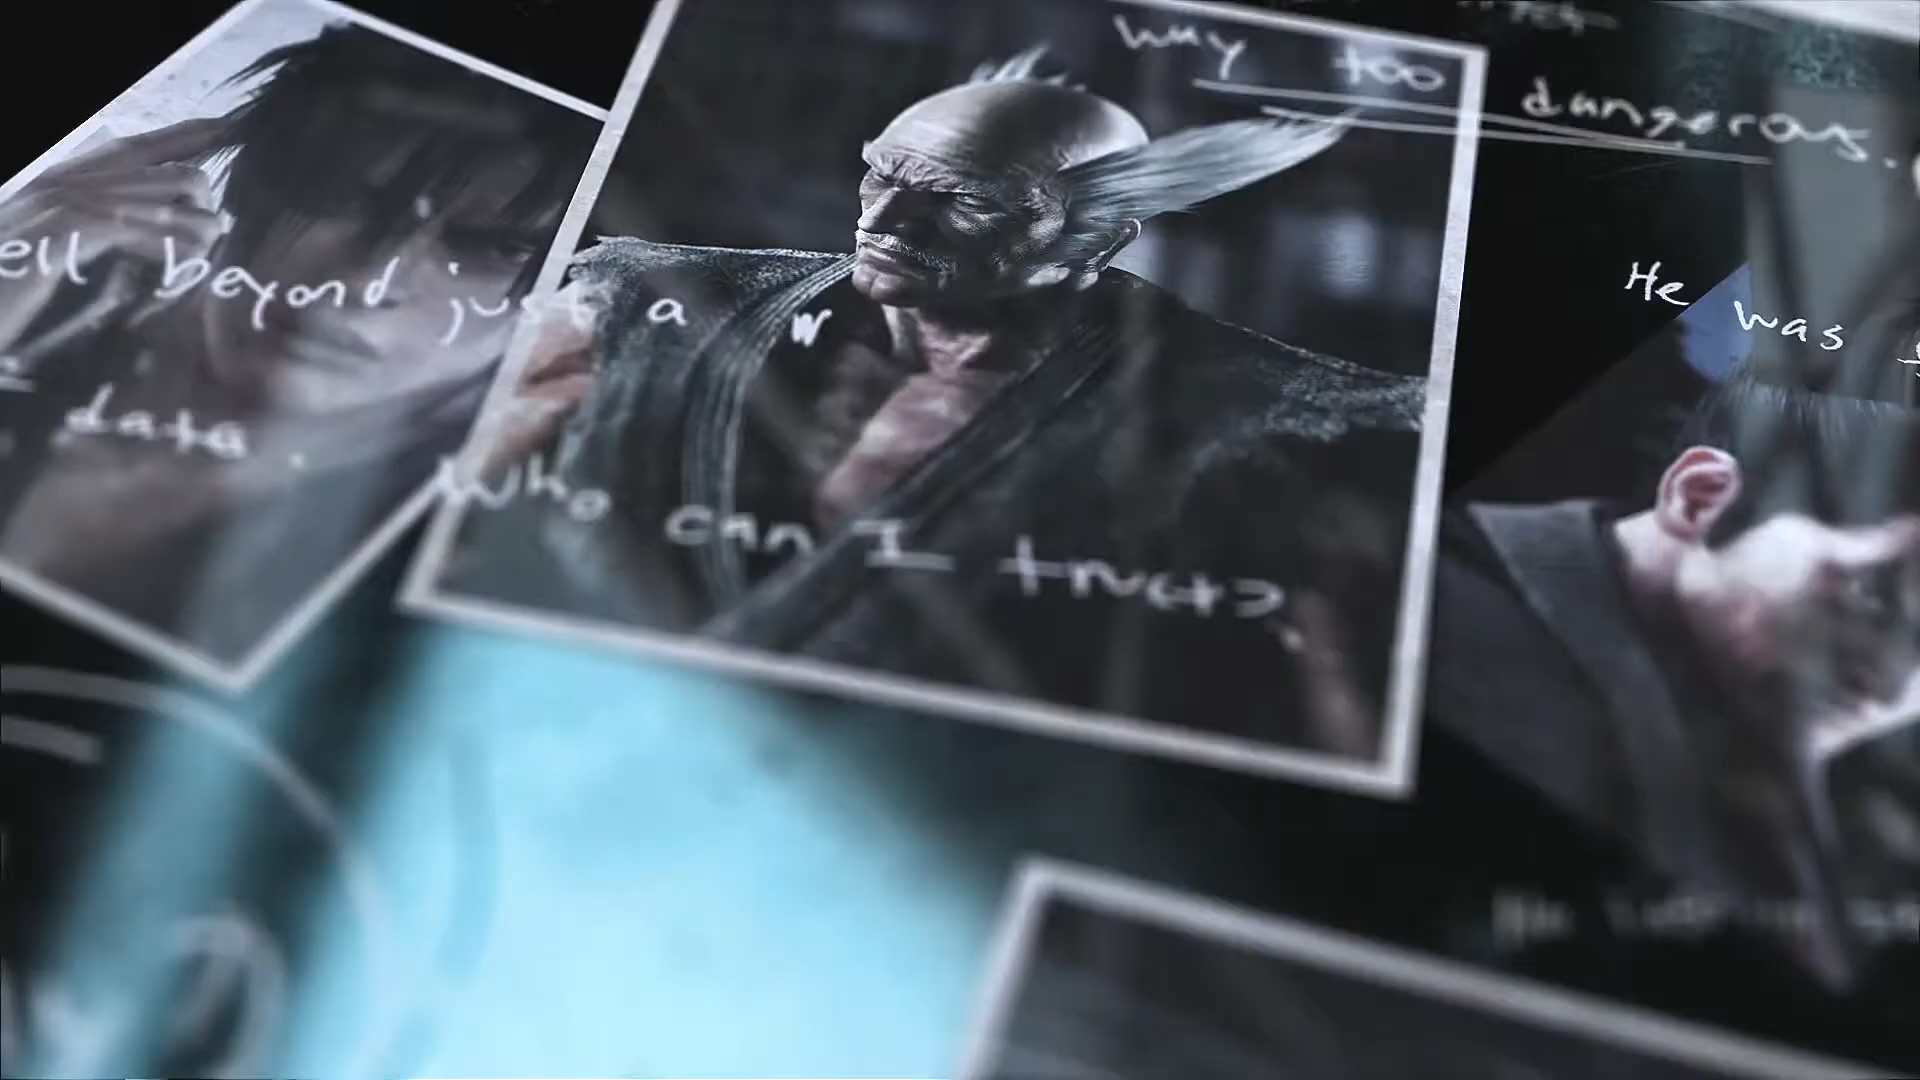 way too dangerous.
He was
ell beyond just a w
data.
Who can I trust?